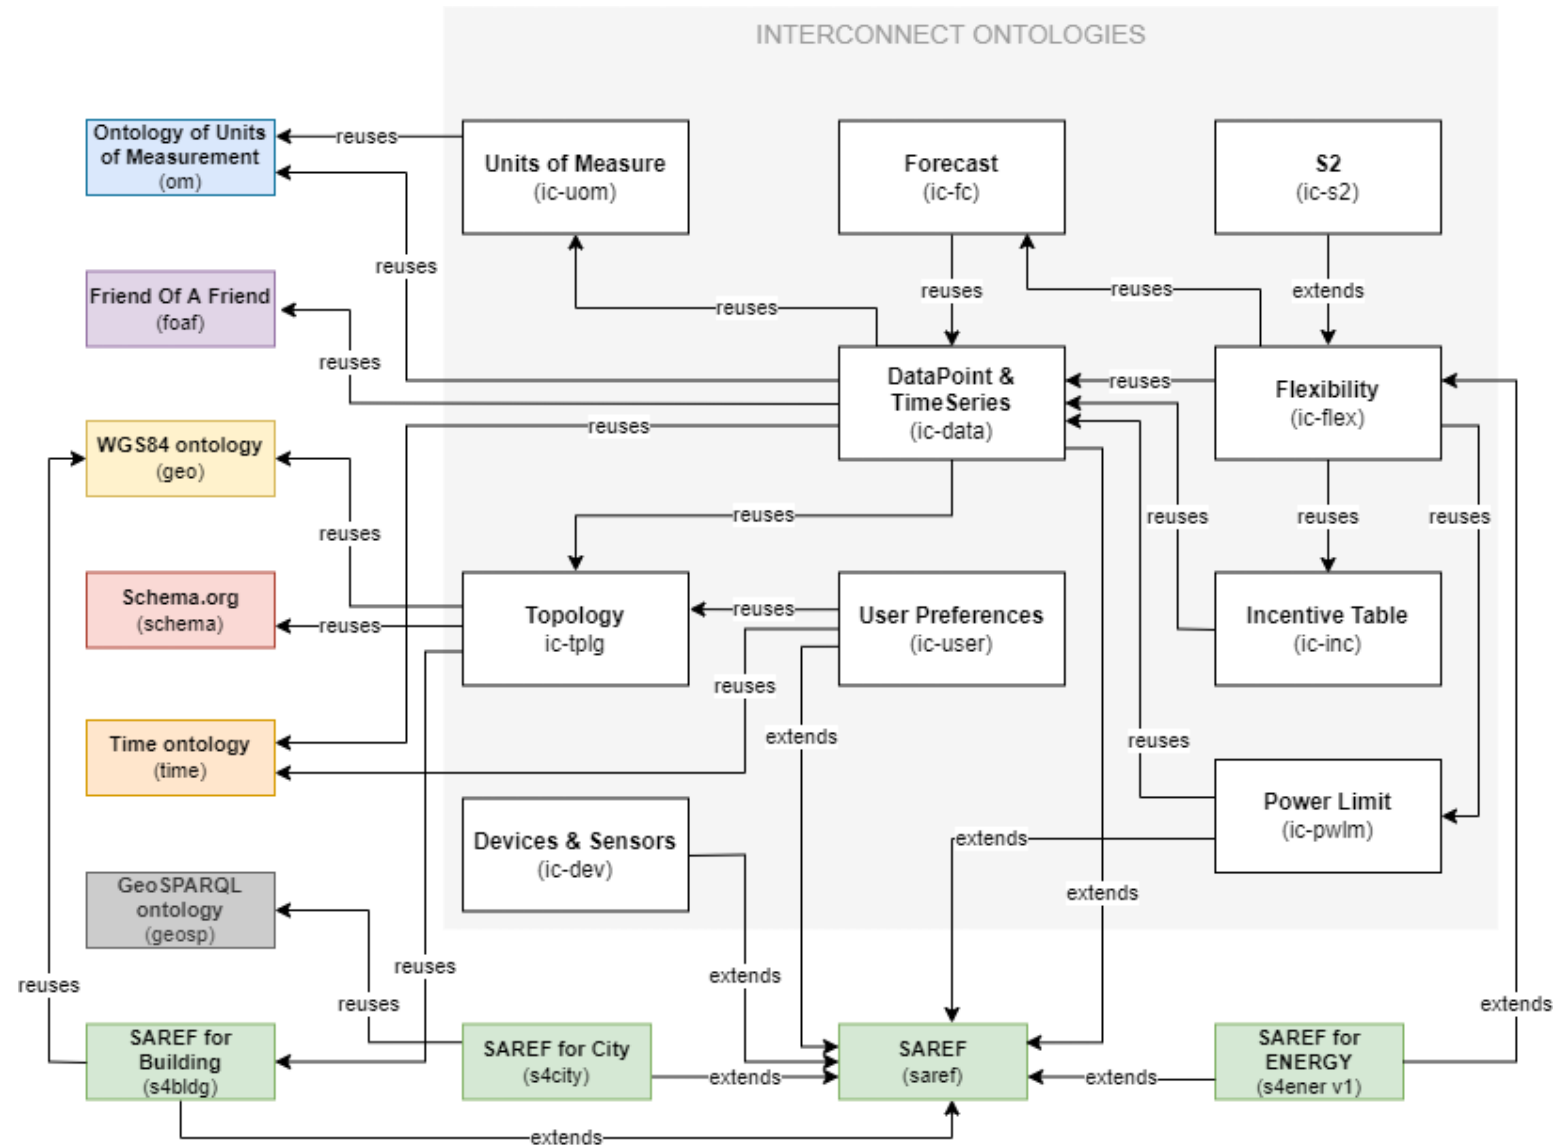 INTERCONNECT ONTOLOGIES
Ontology of Units
of Measurement
(om)
reuses
Units of Measure
(ic-uom)
Forecast
(ic-fc)
S2
(ic-s2)
reuses
Friend Of A Friend
(foaf)
reuses
reuses
reuses
extends
reuses
DataPoint &
TimeSeries
(ic-data)
reuses
Flexibility
(ic-flex)
WGS84 ontology
(geo)
reuses
reuses
reuses
reuses
reuses
reuses
Schema.org
(schema)
reuses
Topology
ic-tplg
reuses
User Preferences
(ic-user)
Incentive Table
(ic-inc)
reuses
Time ontology
(time)
extends
reuses
Power Limit
(ic-pwlm)
Devices & Sensors
(ic-dev)
extends
GeoSPARQL
ontology
(geosp)
extends
reuses
reuses
extends
reuses
extends
SAREF for
Building
(s4bldg)
SAREF for City
(s4city)
extends
SAREF
(saref)
extends
SAREF for
ENERGY
(s4ener v1)
extends